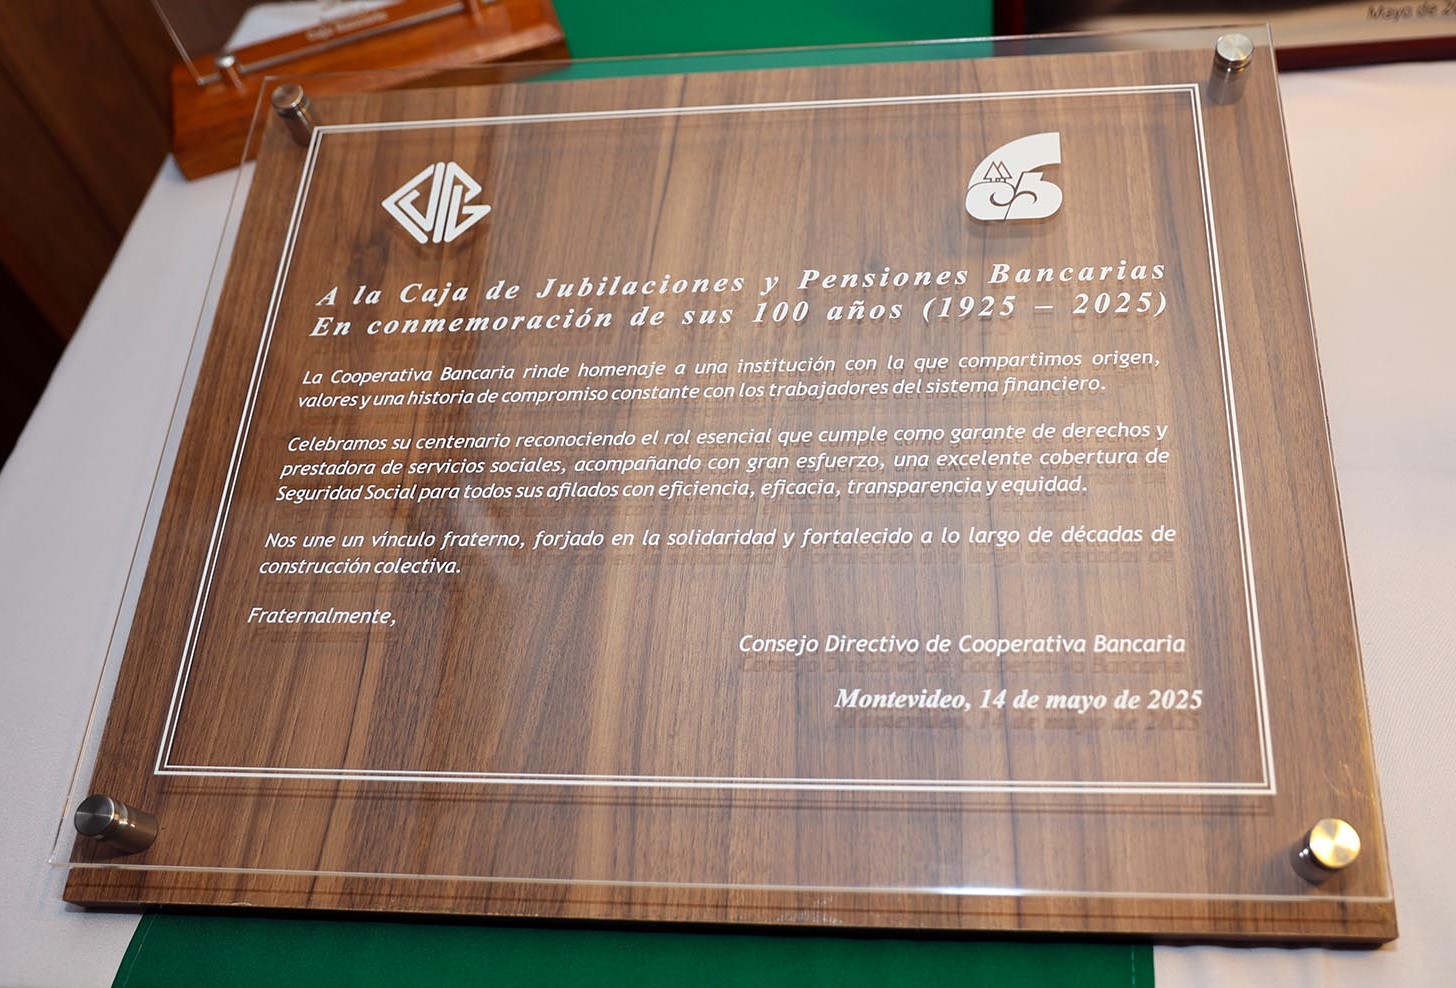 Mayo de
A la Caja de Jubilaciones y Pensiones Bancarias
En conmemoración de sus 100 años (1925 – 2025)
La Cooperativa Bancaria rinde homenaje a una institución con la que compartimos origen,
valores y una historia de compromiso constante con los trabajadores del sistema financiero.
Celebramos su centenario reconociendo el rol esencial que cumple como garante de derechos y
prestadora de servicios sociales, acompañando con gran esfuerzo, una excelente cobertura de
Seguridad Social para todos sus afilados con eficiencia, eficacia, transparencia y equidad.
Nos une un vínculo fraterno, forjado en la solidaridad y fortalecido a lo largo de décadas de
construcción colectiva.
Fraternalmente,
Consejo Directivo de Cooperativa Bancaria
Montevideo, 14 de mayo de 2025